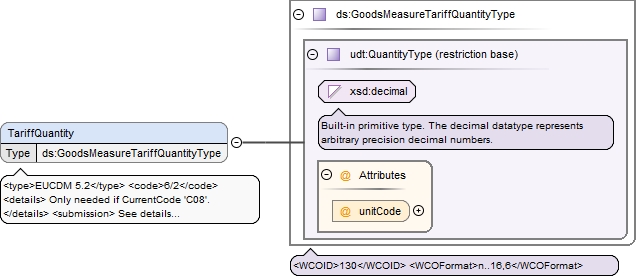 ds:GoodsMeasureTariffQuantityType
udt:QuantityType (restriction base)
xsd:decimal
Built-in primitive type. The decimal datatype represents
arbitrary precision decimal numbers.
TariffQuantity
Type ds:GoodsMeasureTariffQuantityType
<type>EUCDM 5.2</type> <code>6/2</code>
<details> Only needed if CurrentCode 'C08'.
</details> <submission> See details...
@ Attributes
@ unitCode
<WCOID>130</WCOID> <WCOFormat>n..16,6</WCOFormat>